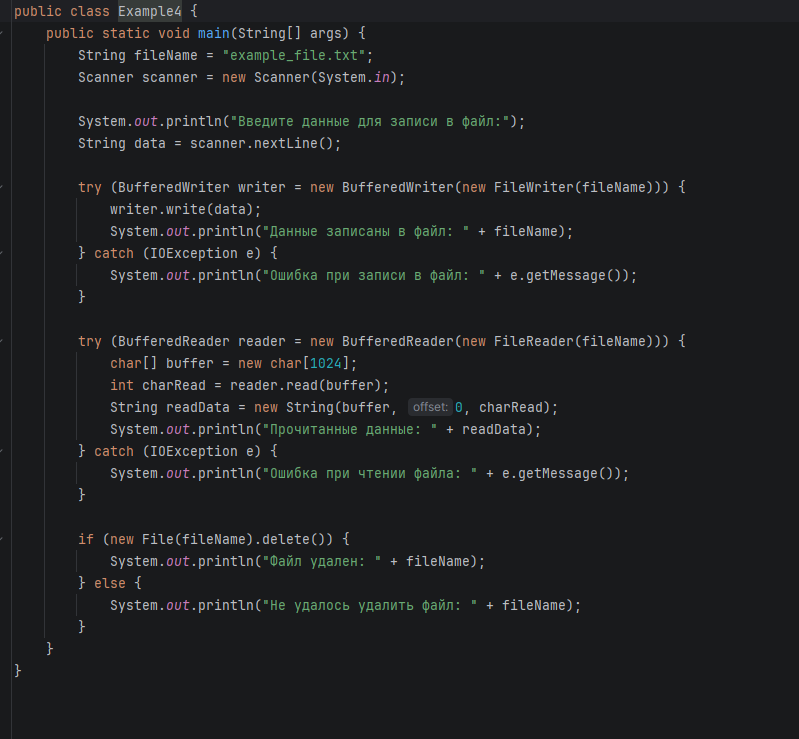 public class Example4 {
    public static void main(String[] args) {
        String fileName = "example_file.txt";
        Scanner scanner = new Scanner(System.in);

        System.out.println("Введите данные для записи в файл:");
        String data = scanner.nextLine();

        try (BufferedWriter writer = new BufferedWriter(new FileWriter(fileName))) {
            writer.write(data);
            System.out.println("Данные записаны в файл: " + fileName);
        } catch (IOException e) {
            System.out.println("Ошибка при записи в файл: " + e.getMessage());
        }

        try (BufferedReader reader = new BufferedReader(new FileReader(fileName))) {
            char[] buffer = new char[1024];
            int charRead = reader.read(buffer);
            String readData = new String(buffer, offset: 0, charRead);
            System.out.println("Прочитанные данные: " + readData);
        } catch (IOException e) {
            System.out.println("Ошибка при чтении файла: " + e.getMessage());
        }

        if (new File(fileName).delete()) {
            System.out.println("Файл удален: " + fileName);
        } else {
            System.out.println("Не удалось удалить файл: " + fileName);
        }
    }
}